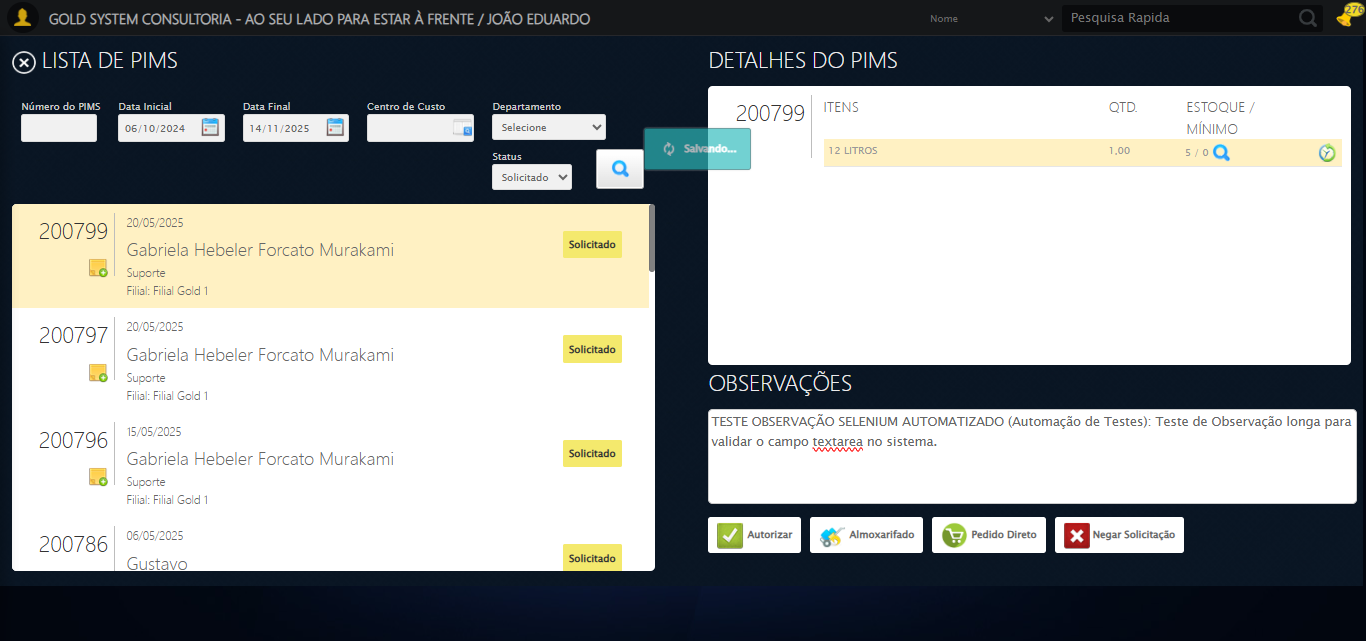 GOLD SYSTEM CONSULTORIA - AO SEU LADO PARA ESTAR À FRENTE / JOÃO EDUARDO
Nome
Pesquisa Rapida
276
LISTA DE PIMS
Número do PIMS
Data Inicial
06/10/2024
Data Final
14/11/2025
Centro de Custo
Departamento
Selecione
Status
Solicitado
Salvando...
200799
20/05/2025
Gabriela Hebeler Forcato Murakami
Suporte
Filial: Filial Gold 1
Solicitado
200797
20/05/2025
Gabriela Hebeler Forcato Murakami
Suporte
Filial: Filial Gold 1
Solicitado
200796
15/05/2025
Gabriela Hebeler Forcato Murakami
Suporte
Filial: Filial Gold 1
Solicitado
200786
06/05/2025
Gustavo
Solicitado
DETALHES DO PIMS
200799
ITENS
QTD.
ESTOQUE /
MÍNIMO
12 LITROS
1,00
5 / 0
OBSERVAÇÕES
TESTE OBSERVAÇÃO SELENIUM AUTOMATIZADO (Automação de Testes): Teste de Observação longa para
validar o campo textarea no sistema.
Autorizar
Almoxarifado
Pedido Direto
Negar Solicitação